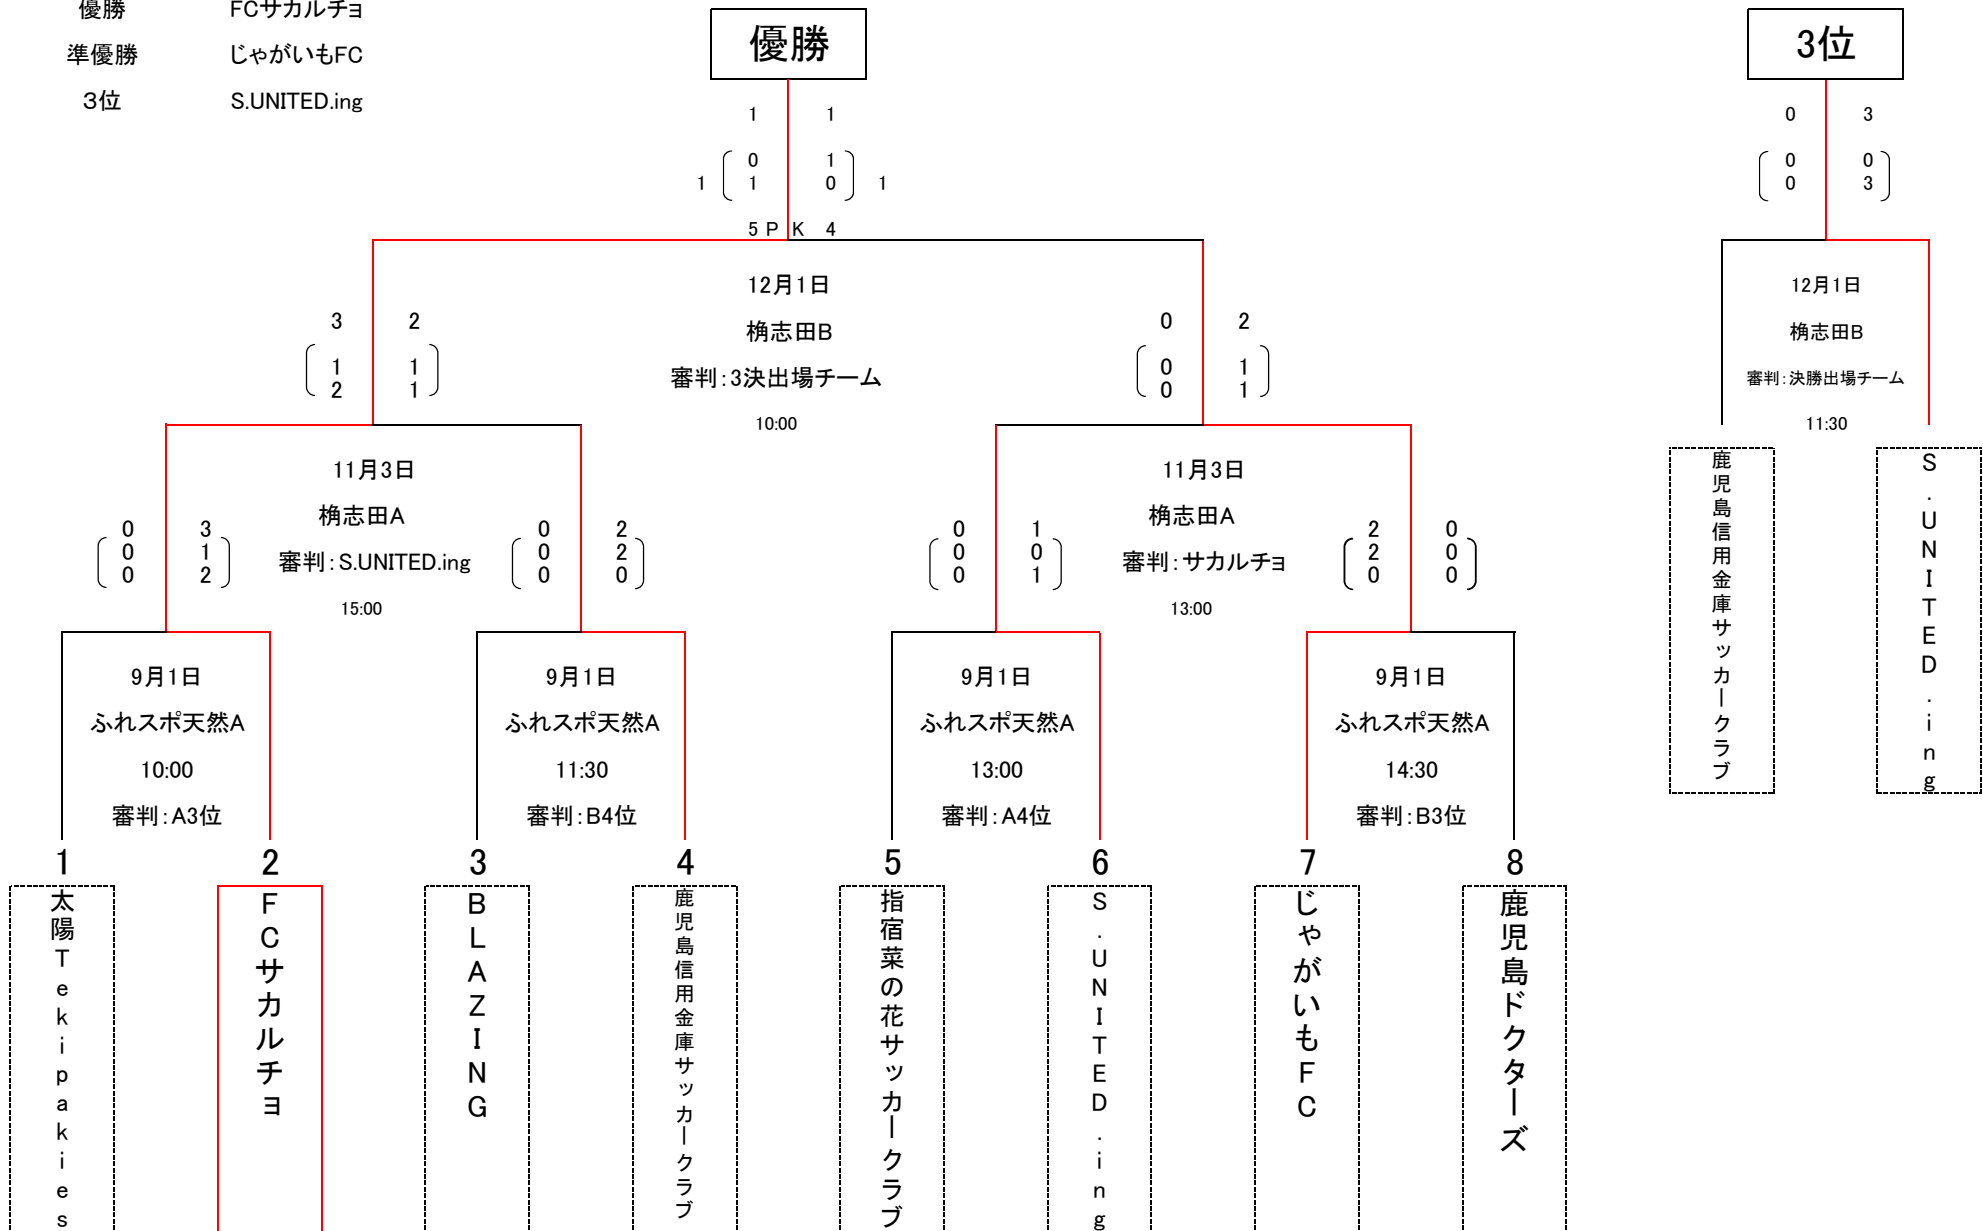 優勝 FCサカルチョ
準優勝 じゃがいもFC
3位 S.UNITED.ing
優勝
3位
1 1
0 3
0 1
1 1 0 1
5 P K 4
0 0
0 3
12月1日
桷志田B
審判：3決出場チーム
10:00
12月1日
桷志田B
審判：決勝出場チーム
11:30
3 2
1 1
2 1
0 2
0 1
0 1
11月3日
桷志田A
審判：S.UNITED.ing
15:00
11月3日
桷志田A
審判：サカルチョ
13:00
鹿児島信用金庫サッカークラブ
S.UNITED.ing
0 3
0 1
0 2
0 2
0 2
0 0
0 1
0 0
0 1
2 0
2 0
0 0
9月1日
ふれスポ天然A
10:00
審判：A3位
9月1日
ふれスポ天然A
11:30
審判：B4位
9月1日
ふれスポ天然A
13:00
審判：A4位
9月1日
ふれスポ天然A
14:30
審判：B3位
1
太陽Tekipakies
2
FCサカルチョ
3
BLAZING
4
鹿児島信用金庫サッカークラブ
5
指宿菜の花サッカークラブ
6
S.UNITED.ing
7
じゃがいもFC
8
鹿児島ドクターズ